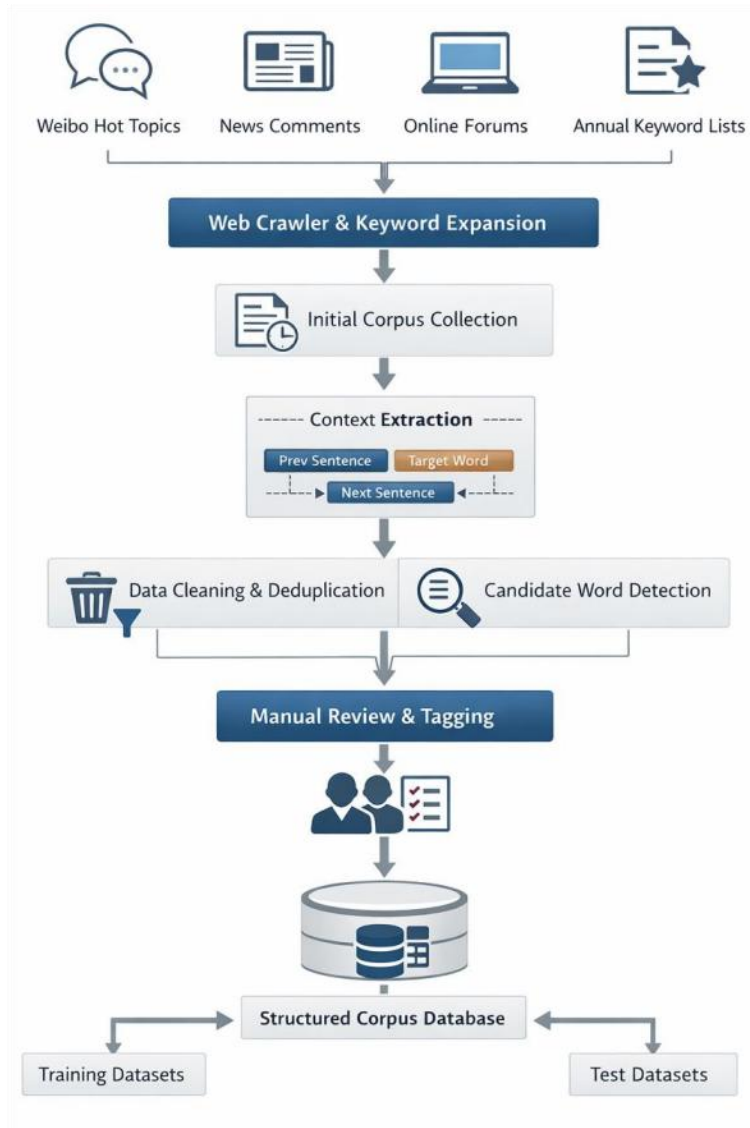 Weibo Hot Topics
News Comments
Online Forums
Annual Keyword Lists
Web Crawler & Keyword Expansion
Initial Corpus Collection
Context Extraction
Prev Sentence
Target Word
Next Sentence
Data Cleaning & Deduplication
Candidate Word Detection
Manual Review & Tagging
Structured Corpus Database
Training Datasets
Test Datasets